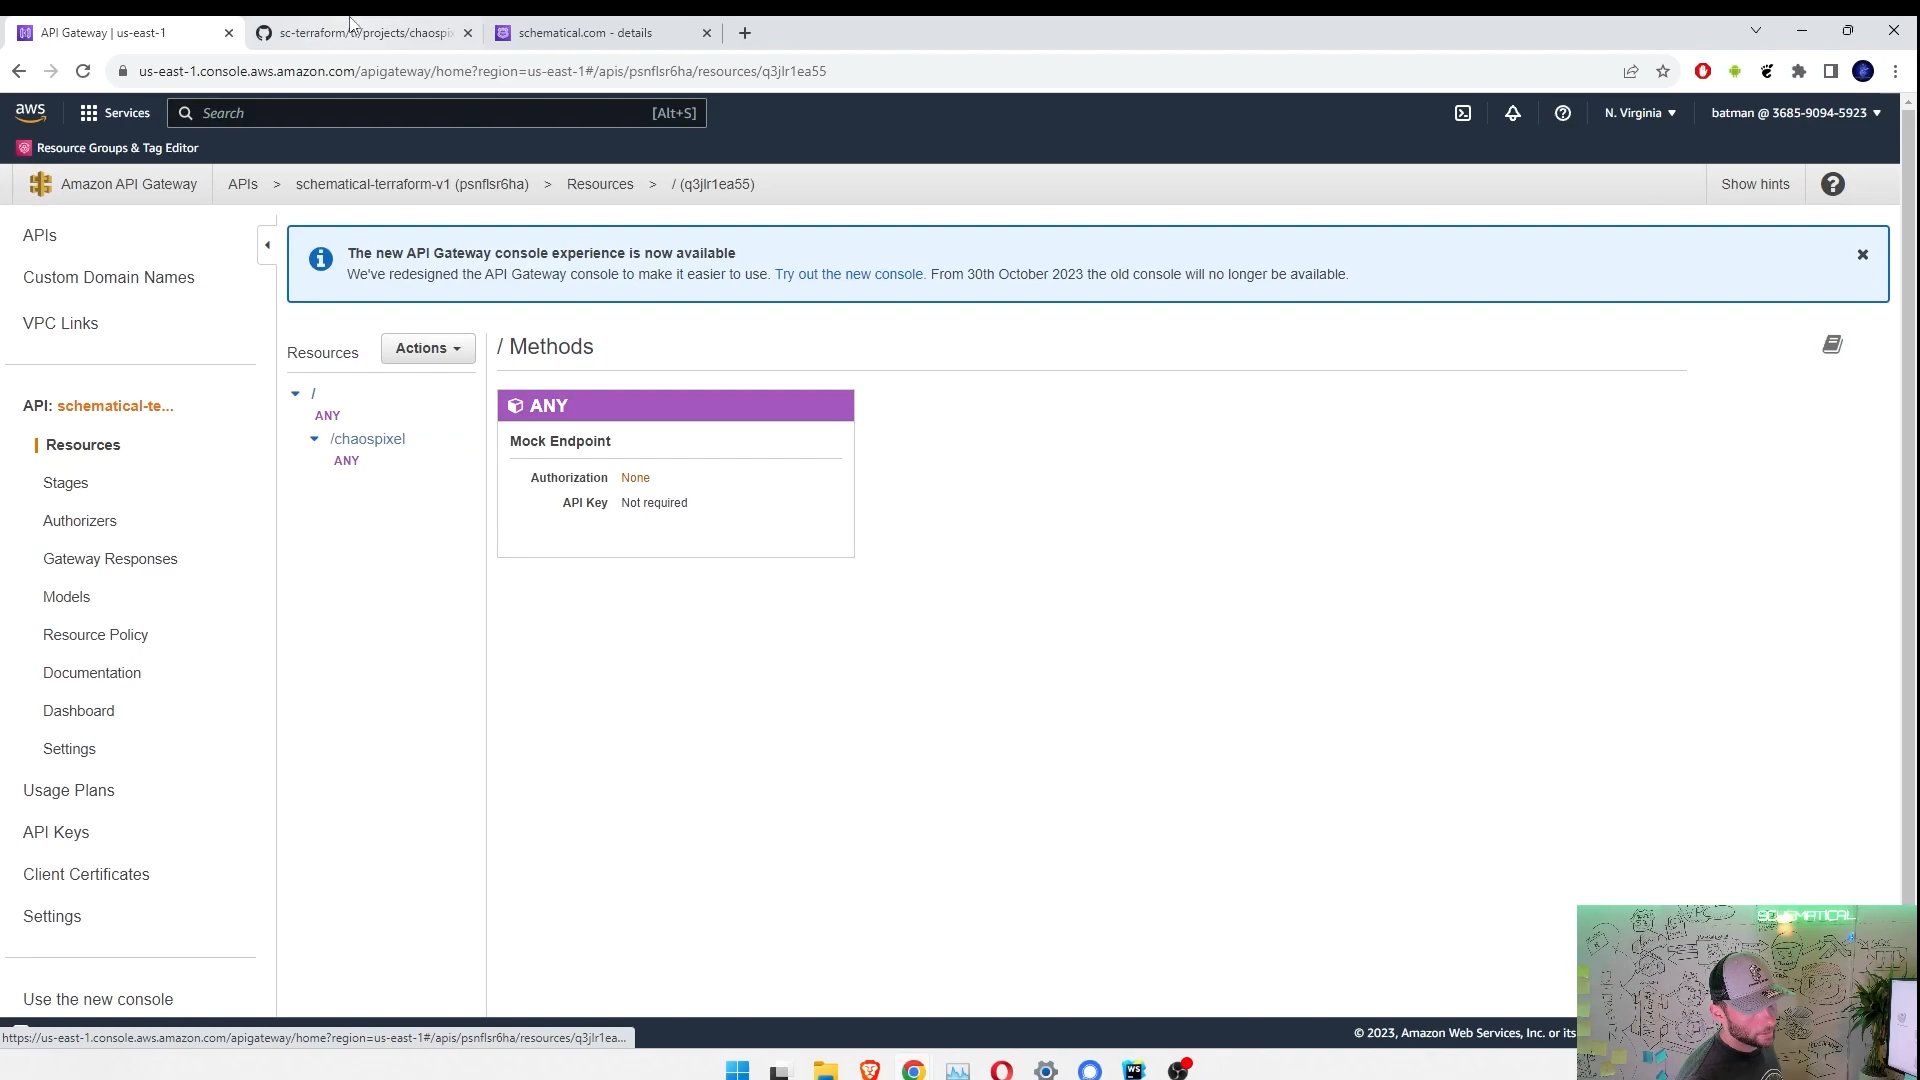 API Gateway | us-east-1
sc-terraform/tf/projects/chaospix
schematical.com - details
us-east-1.console.aws.amazon.com/apigateway/home?region=us-east-1#/apis/psnflsr6ha/resources/q3jlr1ea55
aws
Services
Search
[Alt+S]
N. Virginia
batman @ 3685-9094-5923
Resource Groups & Tag Editor
Amazon API Gateway
APIs > schematical-terraform-v1 (psnflsr6ha) > Resources > / (q3jlr1ea55)
Show hints
APIs
Custom Domain Names
VPC Links
API: schematical-te...
Resources
Stages
Authorizers
Gateway Responses
Models
Resource Policy
Documentation
Dashboard
Settings
Usage Plans
API Keys
Client Certificates
Settings
Use the new console
The new API Gateway console experience is now available
We've redesigned the API Gateway console to make it easier to use. Try out the new console. From 30th October 2023 the old console will no longer be available.
Resources
Actions
/
ANY
/chaospixel
ANY
/ Methods
ANY
Mock Endpoint
Authorization None
API Key Not required
https://us-east-1.console.aws.amazon.com/apigateway/home?region=us-east-1#/apis/psnflsr6ha/resources/q3jlr1ea...
© 2023, Amazon Web Services, Inc. or its
WS
SCHEMATICAL